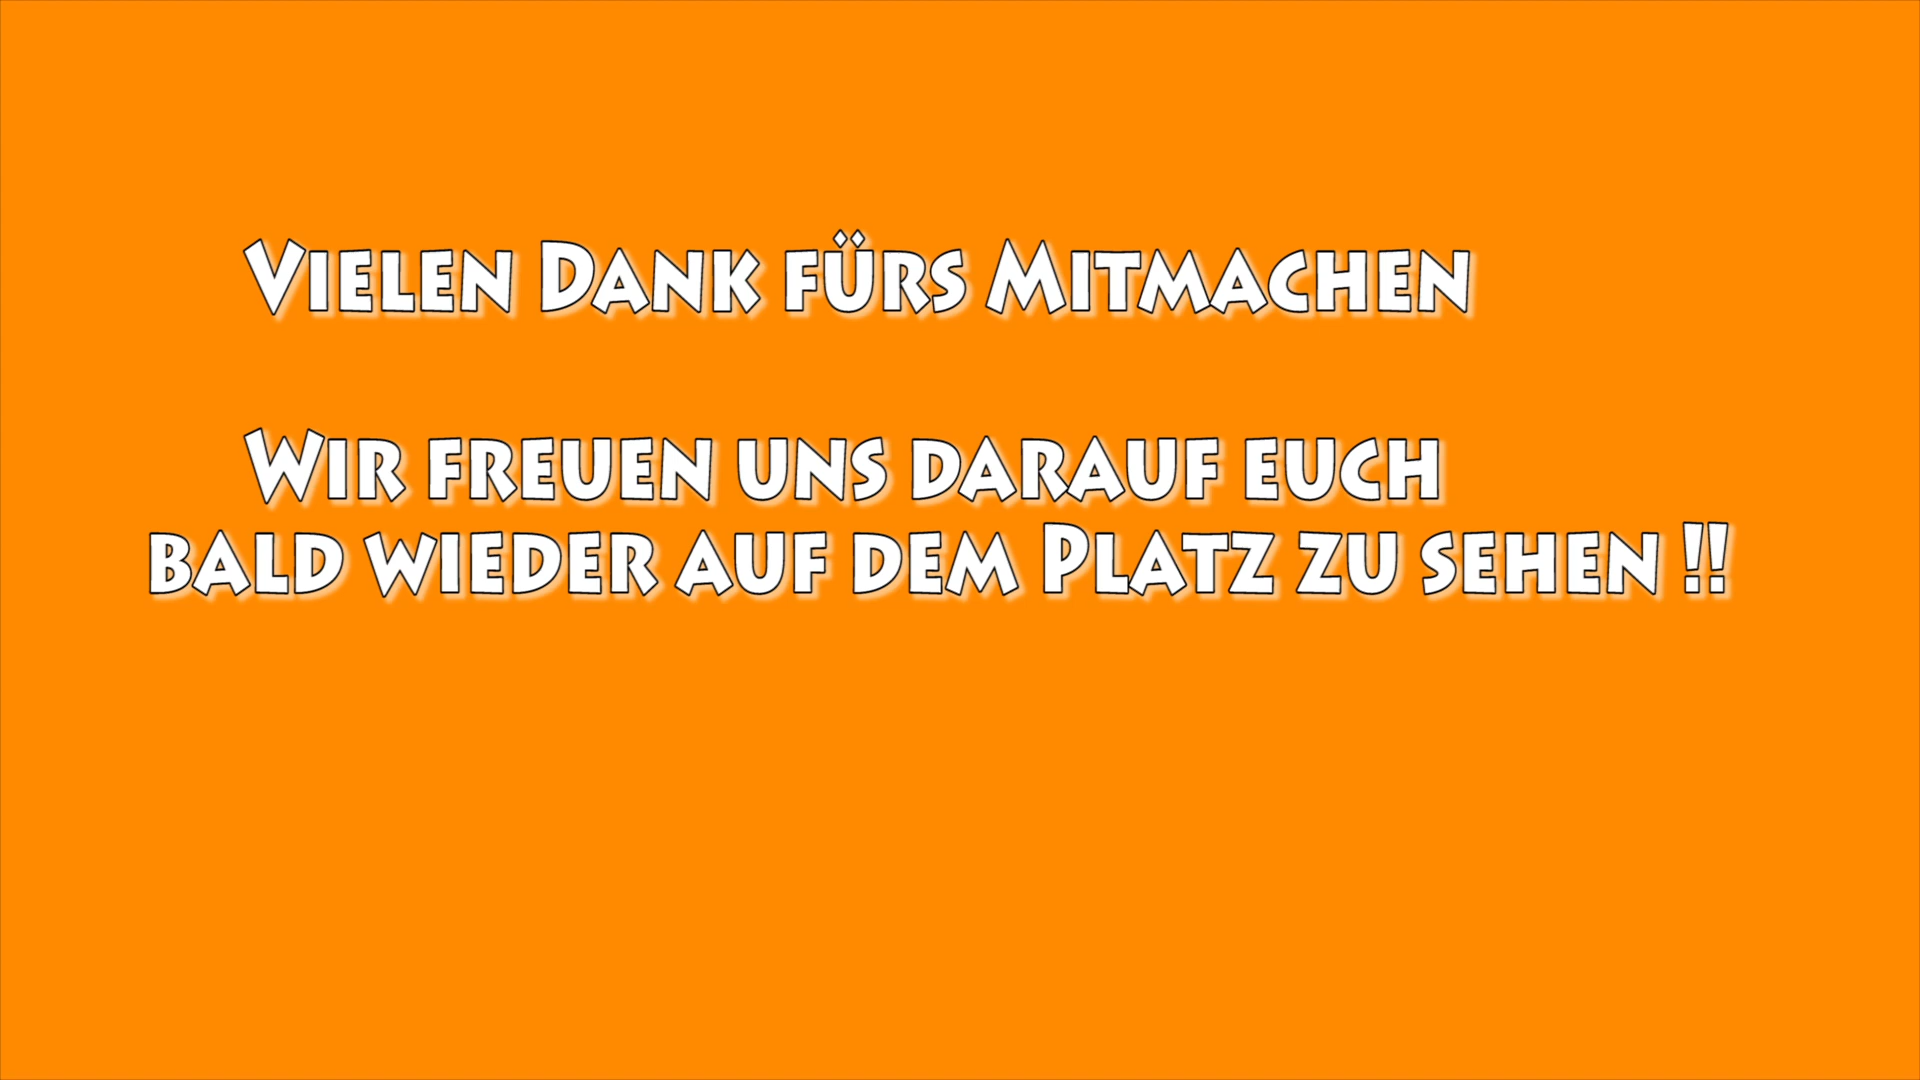 Vielen Dank fürs Mitmachen
Wir freuen uns darauf euch
bald wieder auf dem Platz zu sehen !!